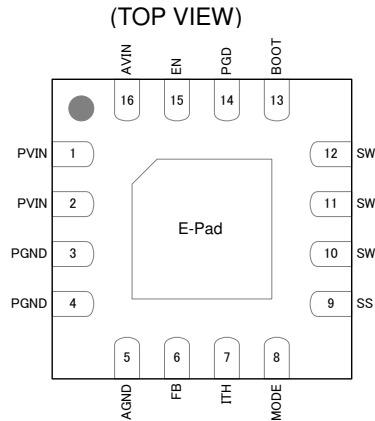 (TOP VIEW)
AVIN EN PGD BOOT
16 15 14 13
PVIN 1 12 SW
PVIN 2 11 SW
E-Pad
PGND 3 10 SW
PGND 4 9 SS
5 6 7 8
AGND FB ITH MODE